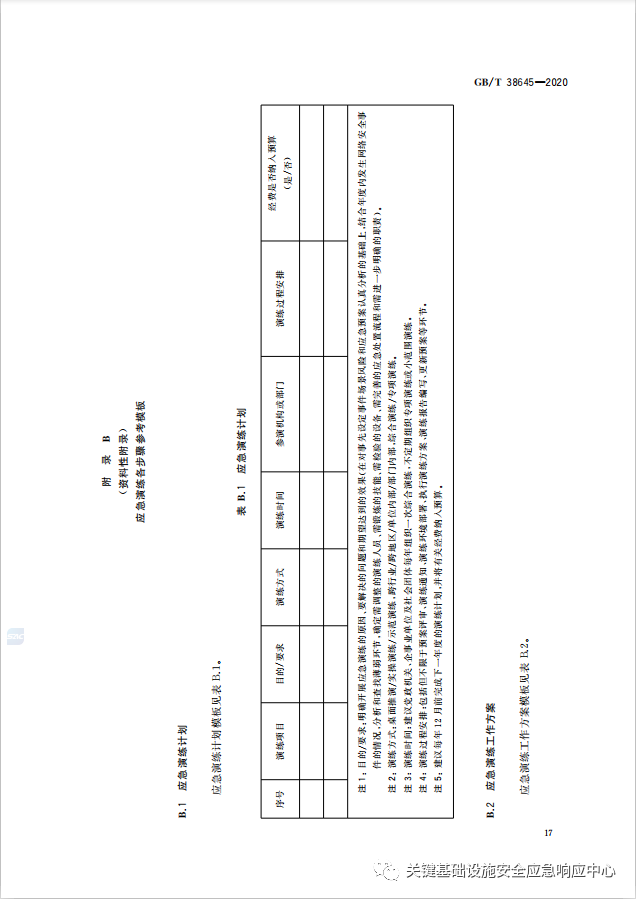 GB/T 38645—2020
附 录 B
(资料性附录)
应急演练各步骤参考模板
B.1 应急演练计划
应急演练计划模板见表 B.1。
表 B.1 应急演练计划
序号 演练项目 目的/要求 演练方式 演练时间 参演机构或部门 演练过程安排 经费是否纳入预算
(是/否)
注 1：目的/要求：明确开展应急演练的原因、要解决的问题和期望达到的效果(在对事先设定事件场景风险和应急预案认真分析的基础上，结合年度内发生网络安全事
件的情况，分析和查找薄弱环节，确定需调整的演练人员、需锻炼的技能、需检验的设备、需完善的应急处置流程和需进一步明确的职责)。
注 2：演练方式：桌面推演/实操演练/示范演练，跨行业/跨地区/单位内部/部门内部，综合演练/专项演练。
注 3：演练时间：建议党政机关、企事业单位及社会团体每年组织一次综合演练，不定期组织专项演练或小范围演练。
注 4：演练过程安排：包括但不限于预案评审、演练通知、演练环境部署、执行演练方案、演练报告编写、更新预案等环节。
注 5：建议每年 12 月前完成下一年度的演练计划，并将有关经费纳入预算。
B.2 应急演练工作方案
应急演练工作方案模板见表 B.2。
17
关键基础设施安全应急响应中心